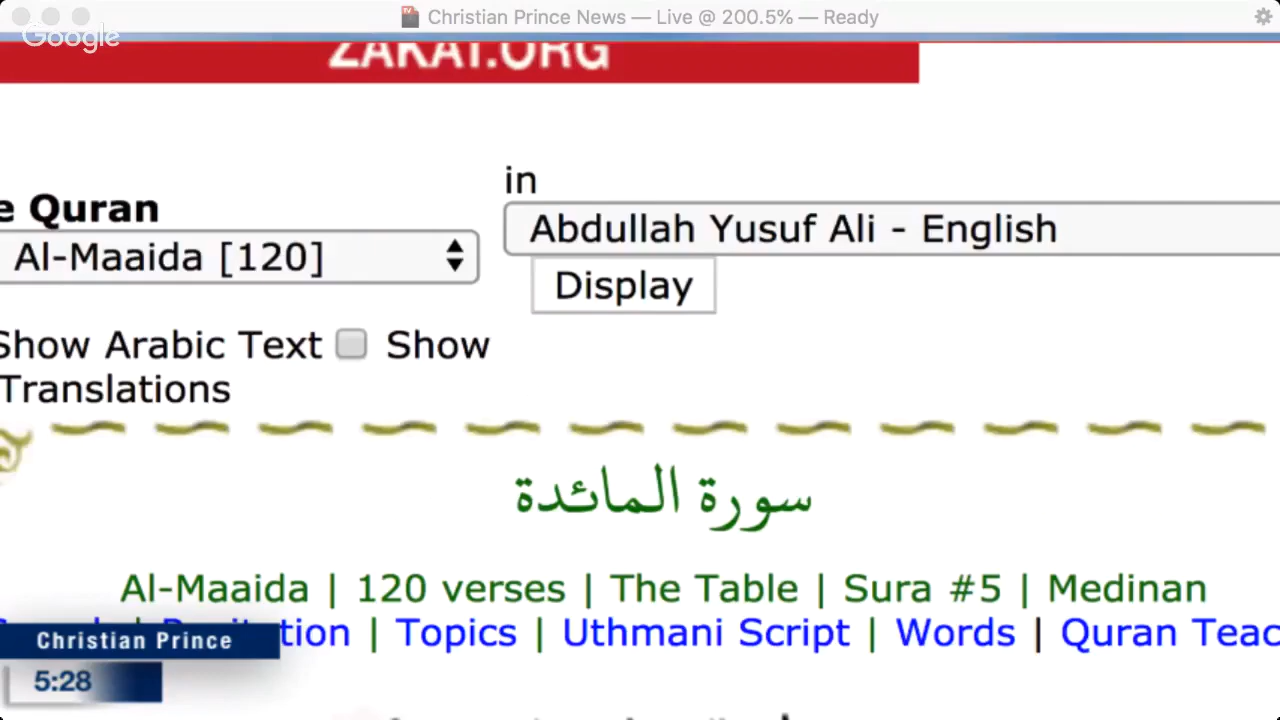 Christian Prince News — Live @ 200.5% — Ready
Google
ZAKAT.ORG
in
e Quran
Abdullah Yusuf Ali - English
Al-Maaida [120]
Display
Show Arabic Text Show
Translations
سورة المائدة
Al-Maaida | 120 verses | The Table | Sura #5 | Medinan
| Topics | Uthmani Script | Words | Quran Teac
Christian Prince
5:28